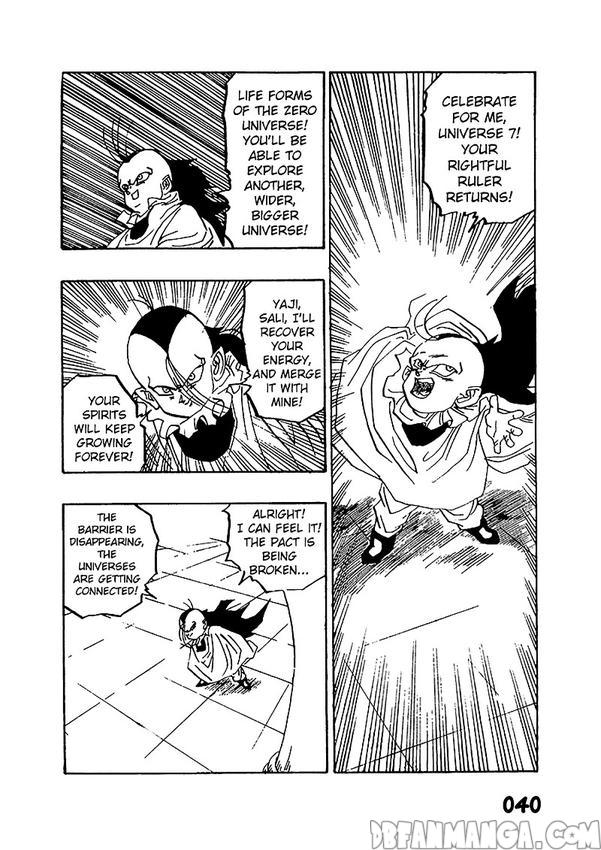 CELEBRATE
FOR ME,
UNIVERSE 7!
YOUR
RIGHTFUL
RULER
RETURNS!
LIFE FORMS
OF THE ZERO
UNIVERSE!
YOU'LL BE
ABLE TO
EXPLORE
ANOTHER,
WIDER,
BIGGER
UNIVERSE!
YAJI,
SALI, I'LL
RECOVER
YOUR
ENERGY,
AND MERGE
IT WITH
MINE!
YOUR
SPIRITS
WILL KEEP
GROWING
FOREVER!
ALRIGHT!
I CAN FEEL IT!
THE PACT IS
BEING
BROKEN...
THE
BARRIER IS
DISAPPEARING,
THE
UNIVERSES
ARE GETTING
CONNECTED!
040
DBFANMANGA.COM